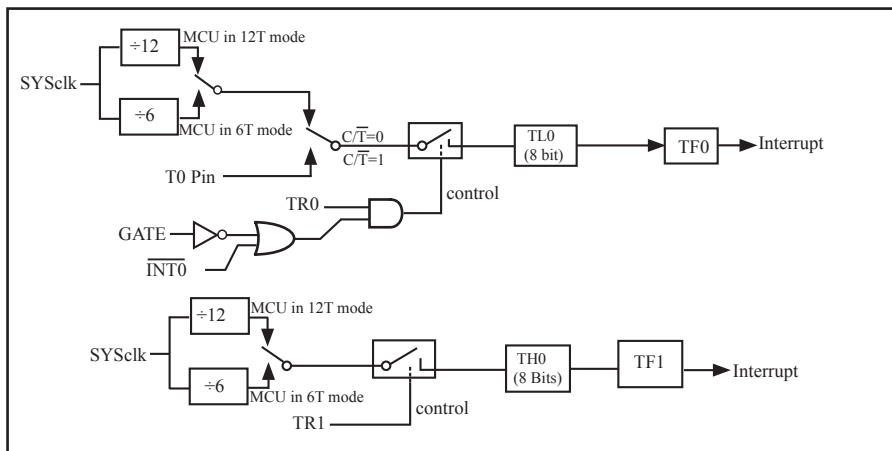 ÷12
MCU in 12T mode
SYSclk
÷6
MCU in 6T mode
C/T̅=0
C/T̅=1
T0 Pin
TL0
(8 bit)
TF0
Interrupt
control
TR0
GATE
I̅N̅T̅0̅
÷12
MCU in 12T mode
SYSclk
÷6
MCU in 6T mode
TH0
(8 Bits)
TF1
Interrupt
control
TR1